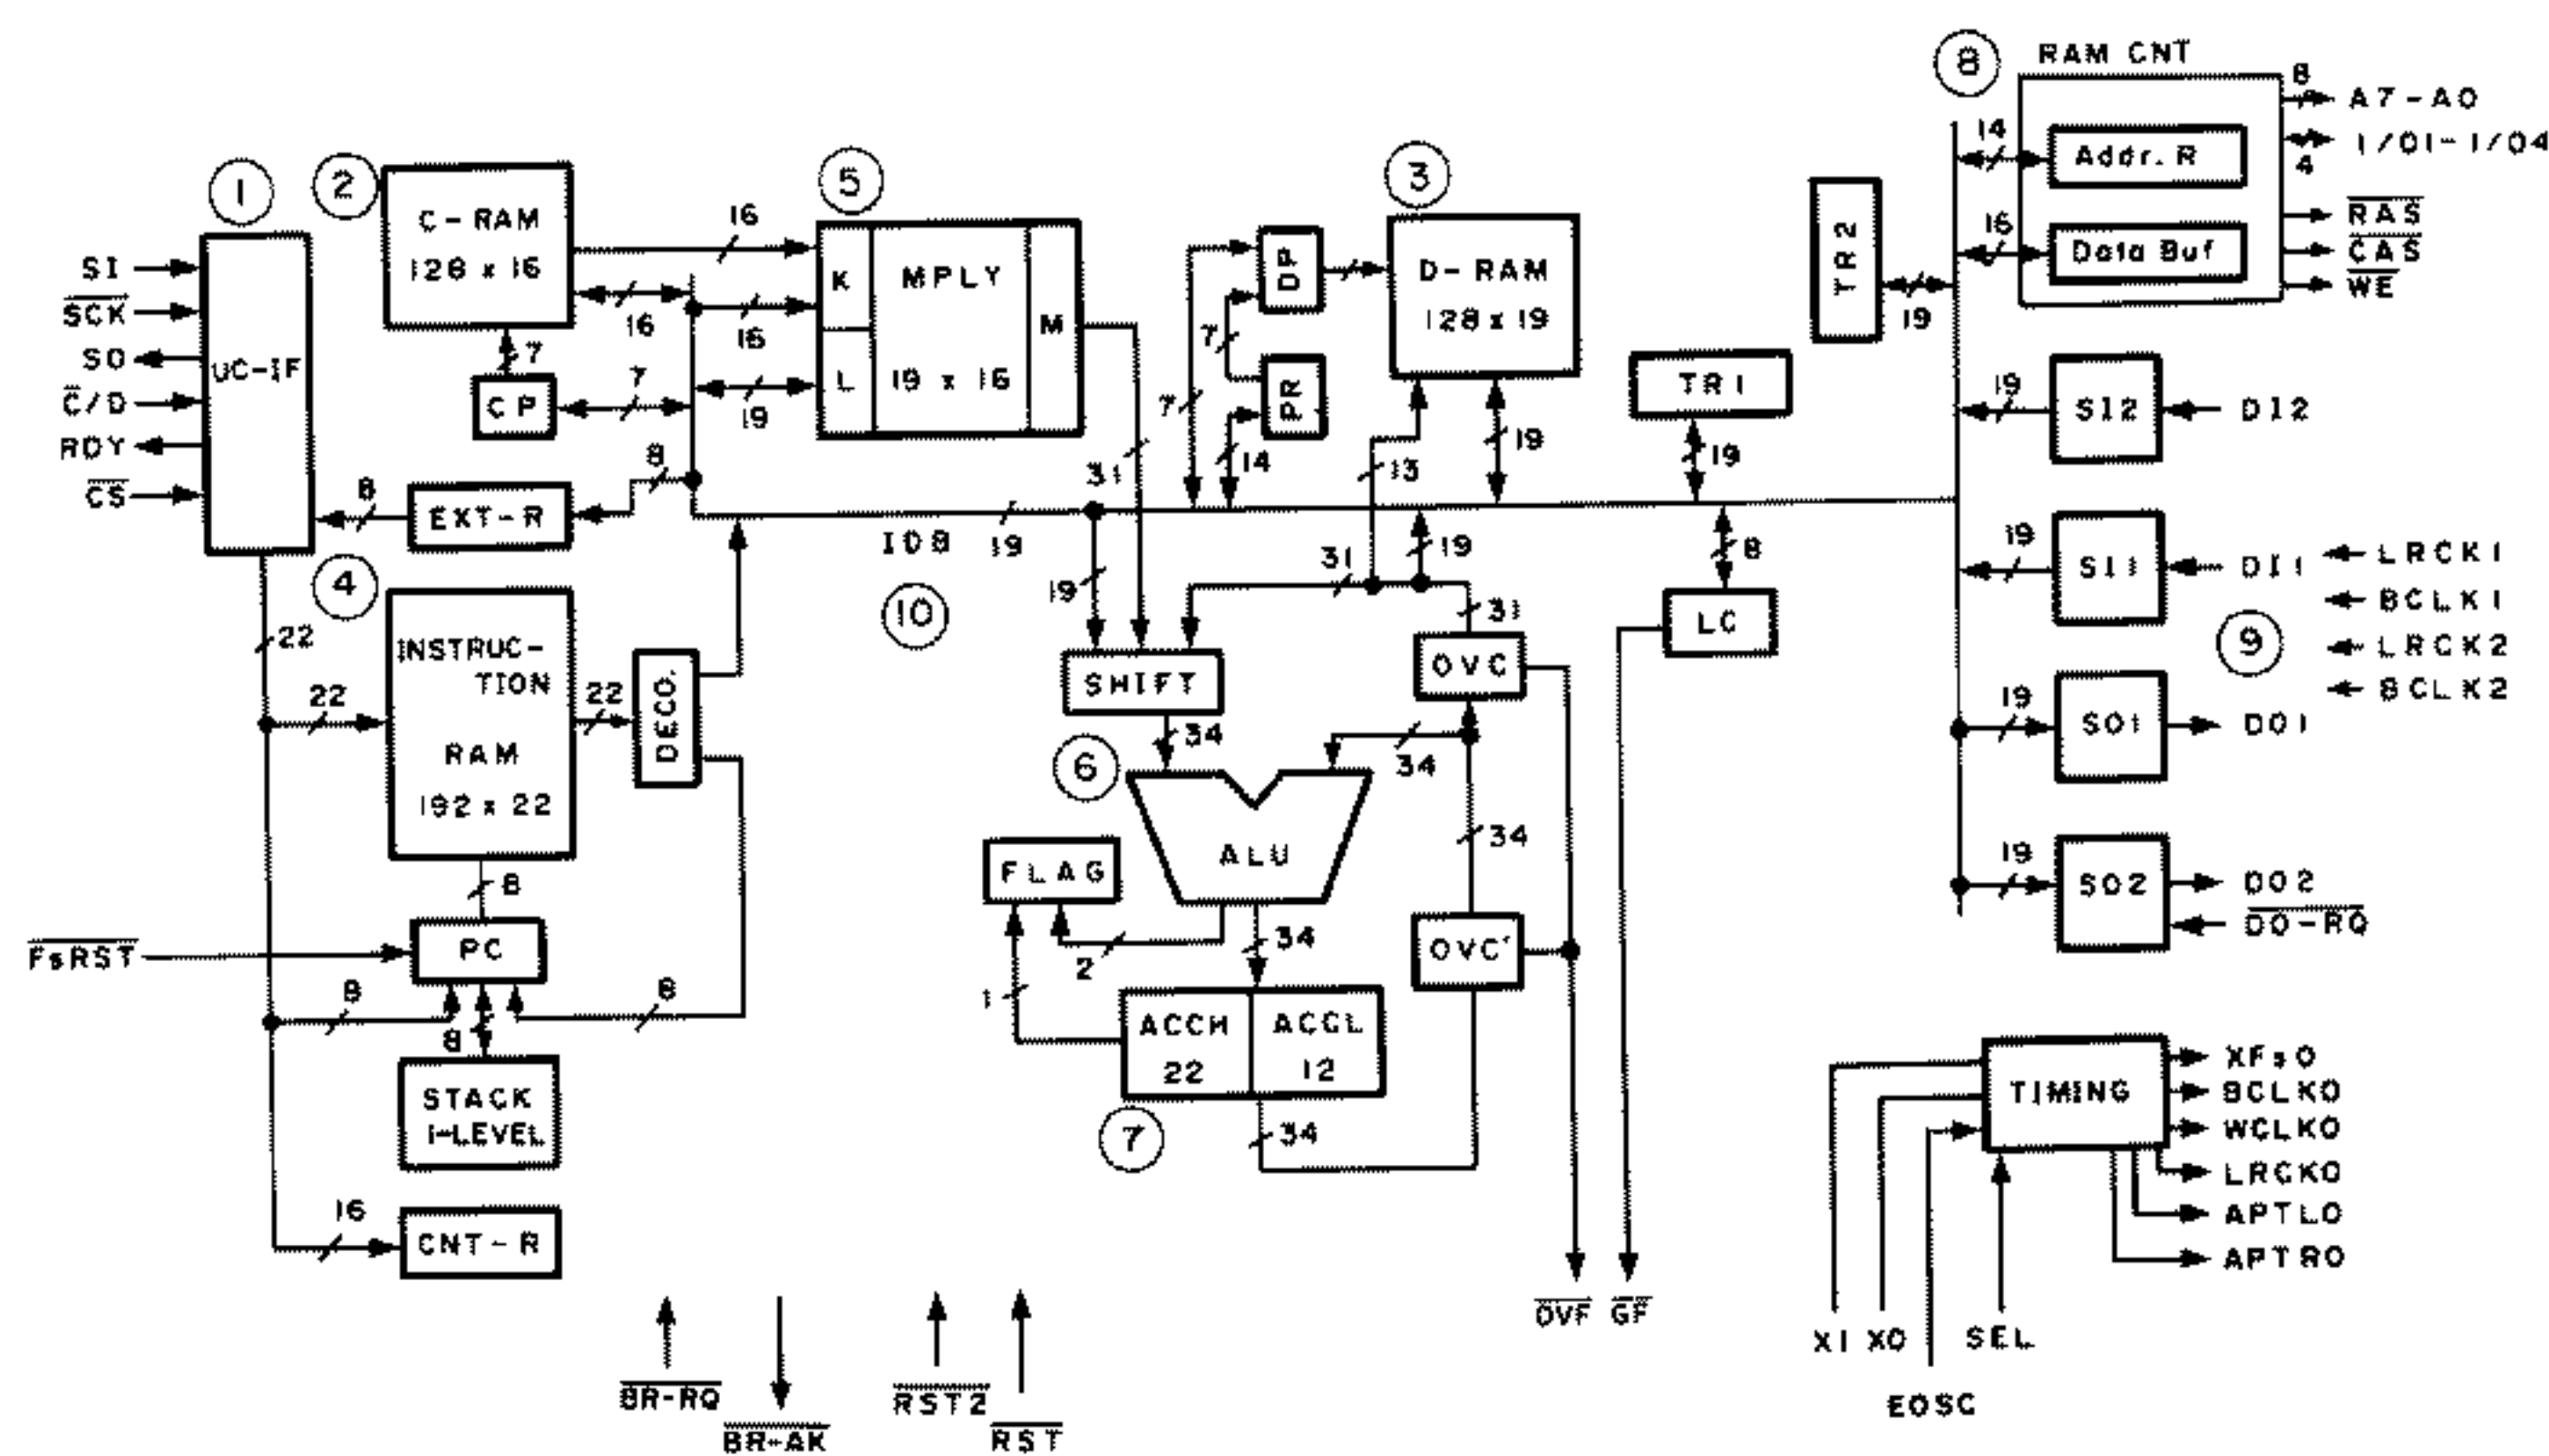 1
SI
SCK
SO
C/D
RDY
CS
UC-IF
2
C-RAM
128 x 16
16
16
7
CP
7
8
EXT-R
8
5
K
L
MPLY
19 x 16
M
16
19
31
3
DP
PR
7
7
14
D-RAM
128 x 19
13
19
TR1
19
TR2
19
8
RAM CNT
Addr. R
Data Buf
14
16
8
A7-A0
I/O1-I/O4
4
RAS
CAS
WE
19
SI2
DI2
19
SI1
DI1
LRCK1
BCLK1
9
LRCK2
BCLK2
19
SO1
DO1
19
SO2
DO2
DO-RQ
IDB
19
10
4
22
22
INSTRUC-
TION
RAM
192 x 22
22
DECO.
8
FsRST
PC
8
8
8
STACK
1-LEVEL
16
CNT-R
19
31
19
8
LC
SHIFT
31
OVC
34
34
6
ALU
34
FLAG
2
1
34
OVC'
ACCH
22
ACCL
12
7
34
OVF
GF
BR-RQ
BR-AK
RST2
RST
TIMING
XFsO
BCLKO
WCLKO
LRCKO
APTLO
APTRO
XI
XO
SEL
EOSC